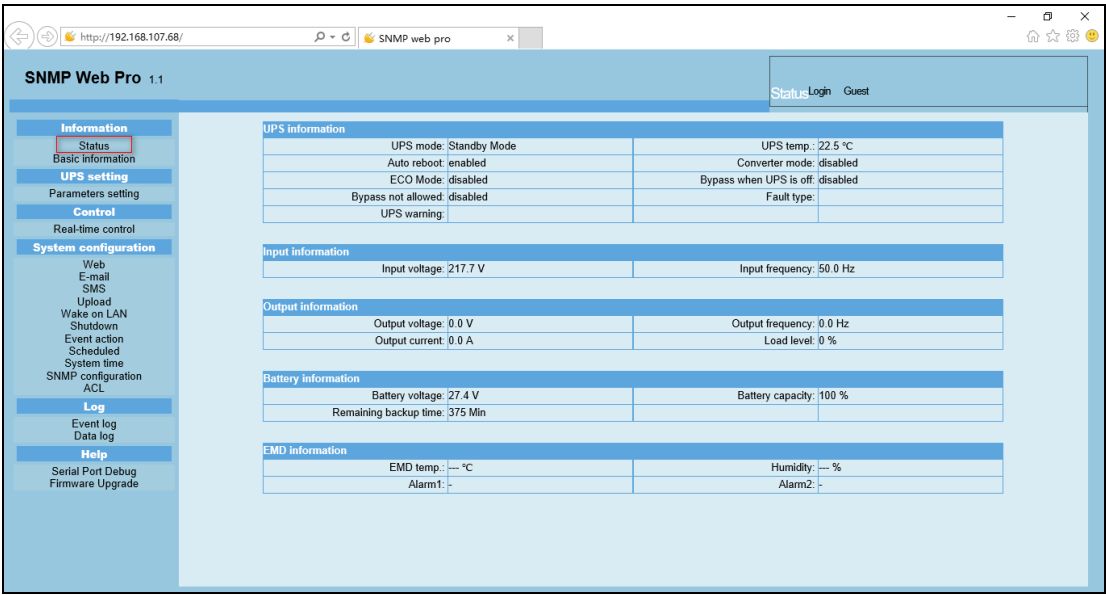 http://192.168.107.68/
SNMP web pro
SNMP Web Pro 1.1
Status Login Guest
Information
Status
Basic information
UPS setting
Parameters setting
Control
Real-time control
System configuration
Web
E-mail
SMS
Upload
Wake on LAN
Shutdown
Event action
Scheduled
System time
SNMP configuration
ACL
Log
Event log
Data log
Help
Serial Port Debug
Firmware Upgrade
UPS information
UPS mode: Standby Mode UPS temp.: 22.5 ℃
Auto reboot: enabled Converter mode: disabled
ECO Mode: disabled Bypass when UPS is off: disabled
Bypass not allowed: disabled Fault type:
UPS warning:
Input information
Input voltage: 217.7 V Input frequency: 50.0 Hz
Output information
Output voltage: 0.0 V Output frequency: 0.0 Hz
Output current: 0.0 A Load level: 0 %
Battery information
Battery voltage: 27.4 V Battery capacity: 100 %
Remaining backup time: 375 Min
EMD information
EMD temp.: --- ℃ Humidity: --- %
Alarm1: - Alarm2: -